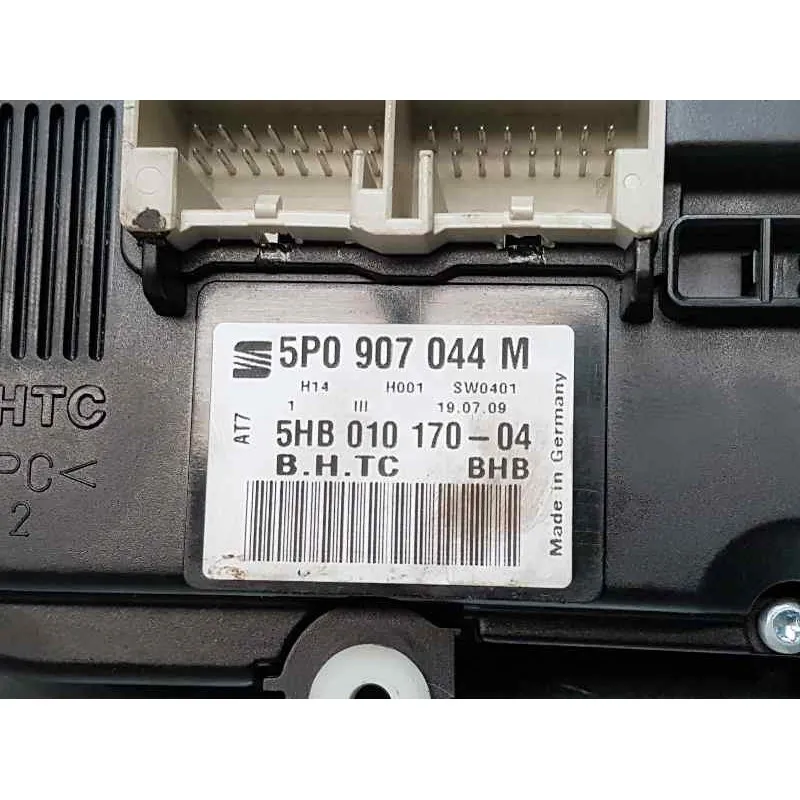 5P0 907 044 M
H14 H001 SW0401
1 III 19.07.09
AT7
5HB 010 170-04
B.H.TC BHB
Made in Germany
HTC
PC<
2